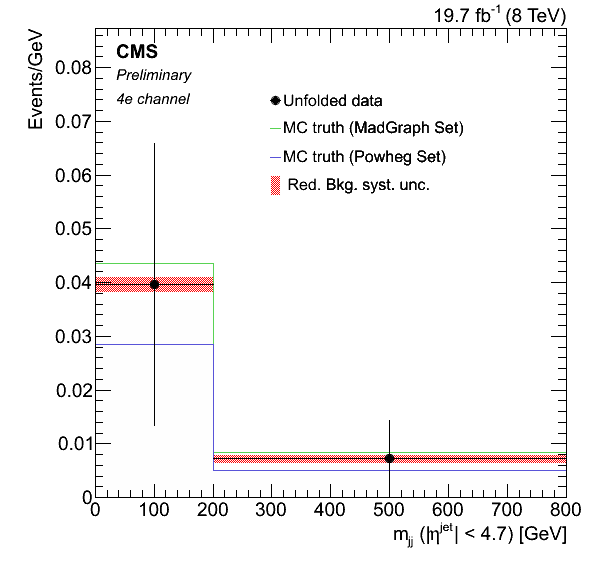 19.7 fb⁻¹ (8 TeV)
Events/GeV
CMS
Preliminary
4e channel
Unfolded data
MC truth (MadGraph Set)
MC truth (Powheg Set)
Red. Bkg. syst. unc.
0.08
0.07
0.06
0.05
0.04
0.03
0.02
0.01
0
0 100 200 300 400 500 600 700 800
m_jj (|η^jet| < 4.7) [GeV]